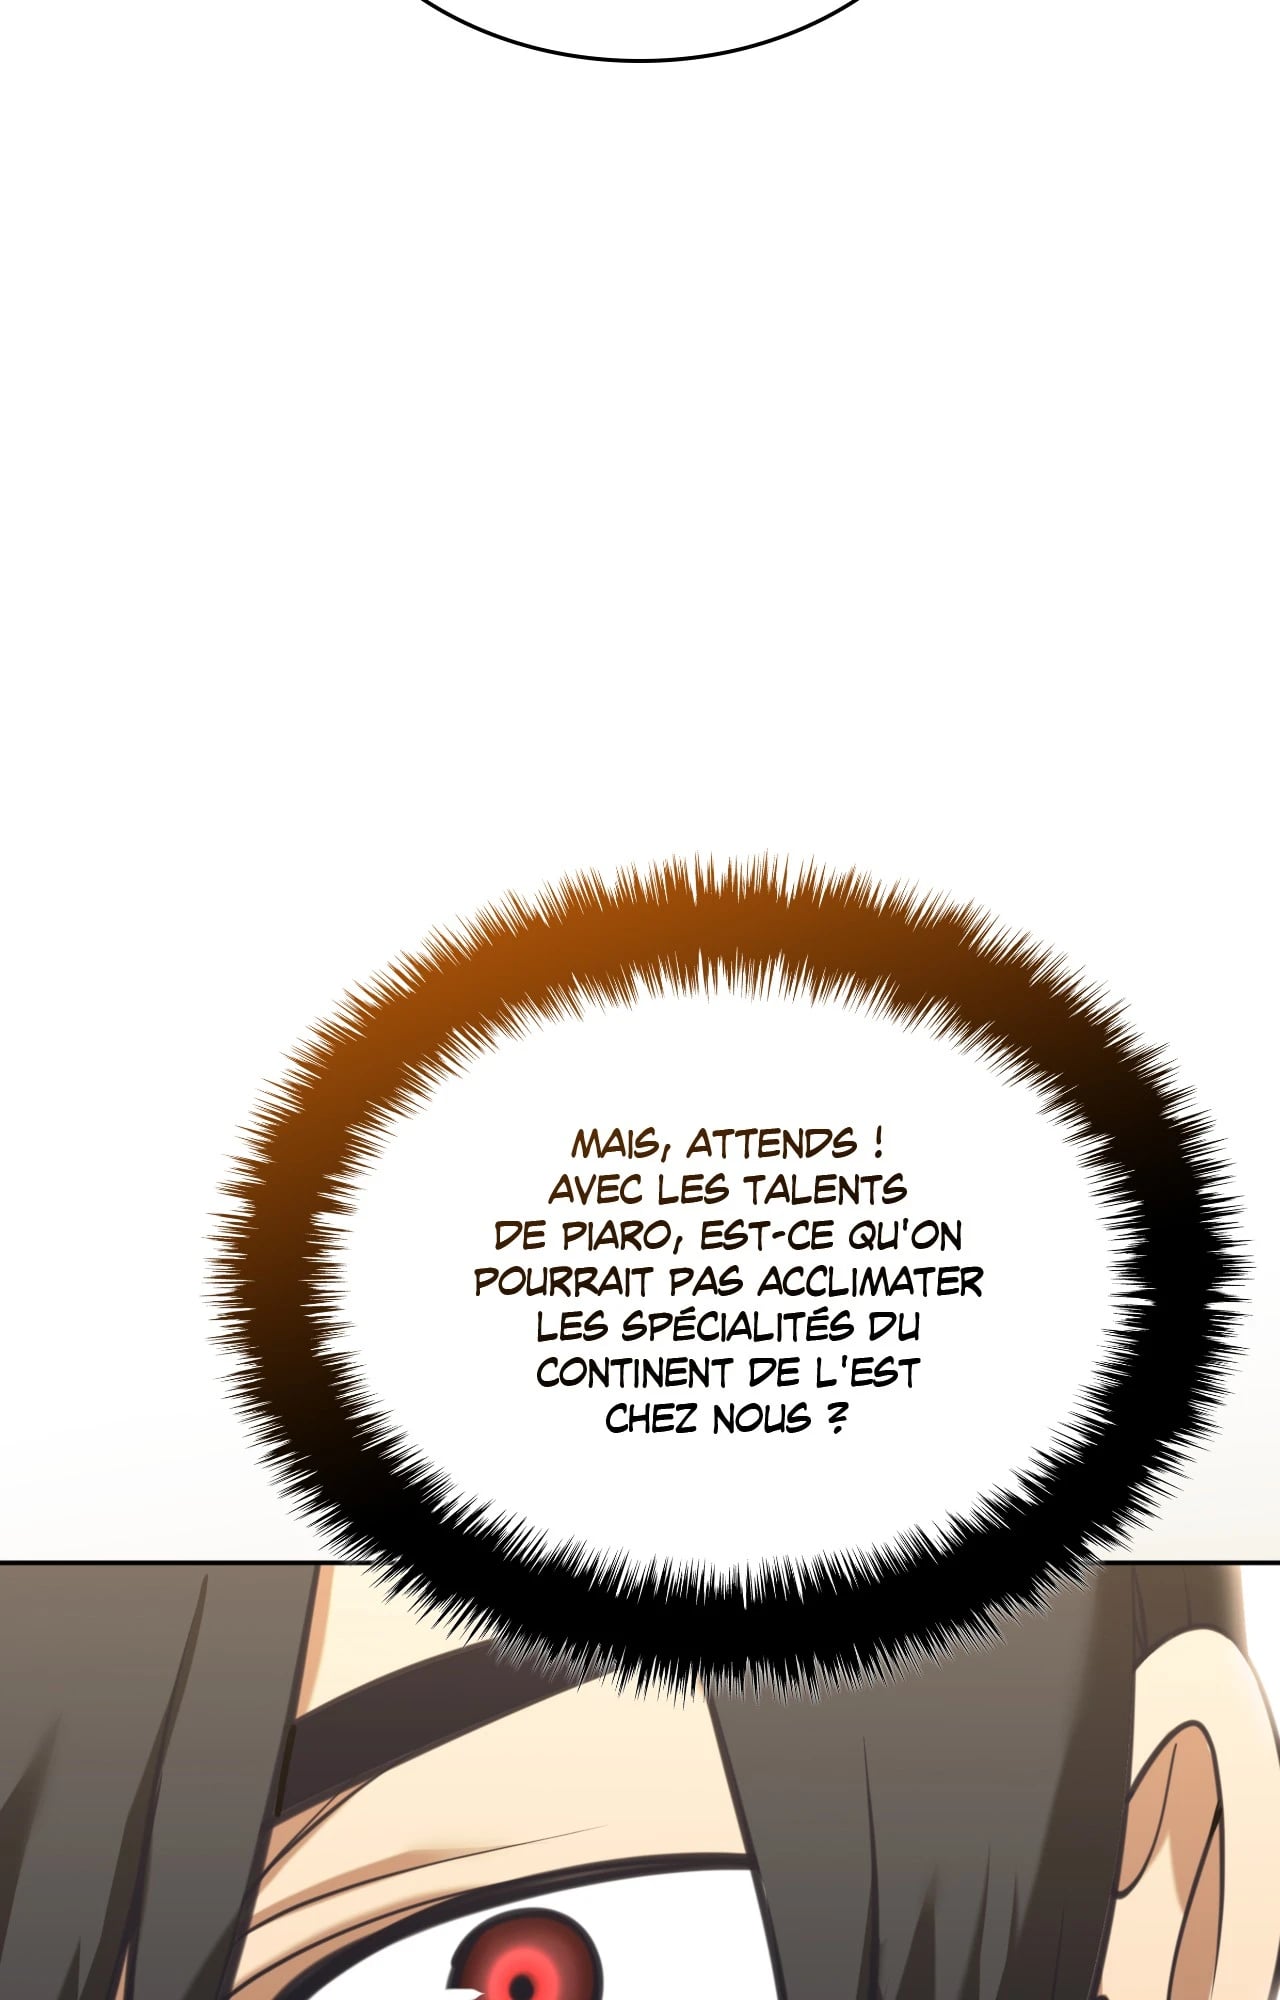 MAIS, ATTENDS !
AVEC LES TALENTS
DE PIARO, EST-CE QU'ON
POURRAIT PAS ACCLIMATER
LES SPÉCIALITÉS DU
CONTINENT DE L'EST
CHEZ NOUS ?